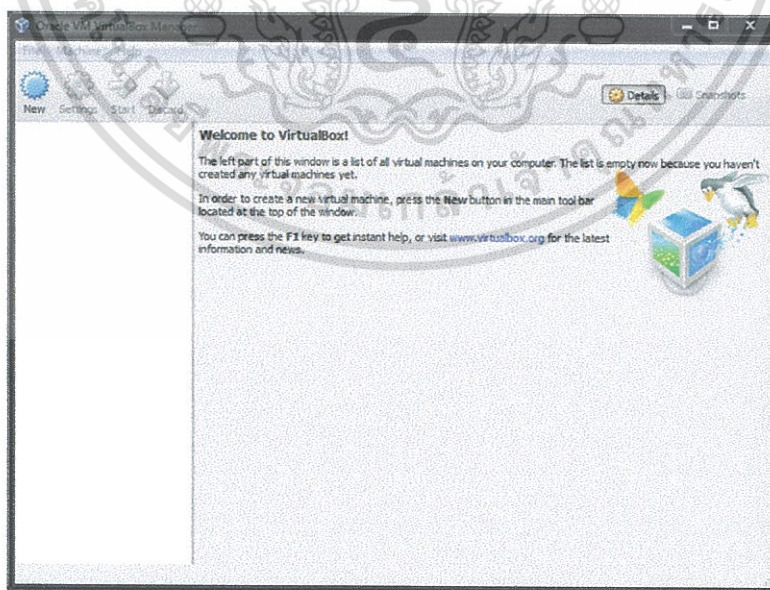 Oracle VM VirtualBox Manager
File Machine Help
New Settings Start Discard
Details Snapshots
Welcome to VirtualBox!
The left part of this window is a list of all virtual machines on your computer. The list is empty now because you haven't
created any virtual machines yet.
In order to create a new virtual machine, press the New button in the main tool bar
located at the top of the window.
You can press the F1 key to get instant help, or visit www.virtualbox.org for the latest
information and news.